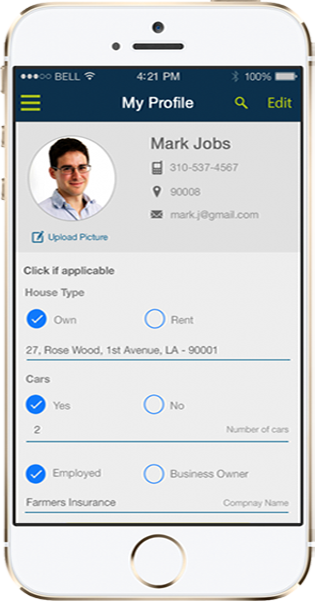 BELL 4:21 PM 100%
My Profile Edit
Mark Jobs
310-537-4567
90008
mark.j@gmail.com
Upload Picture
Click if applicable
House Type
Own Rent
27, Rose Wood, 1st Avenue, LA - 90001
Cars
Yes No
2 Number of cars
Employed Business Owner
Farmers Insurance Compnay Name